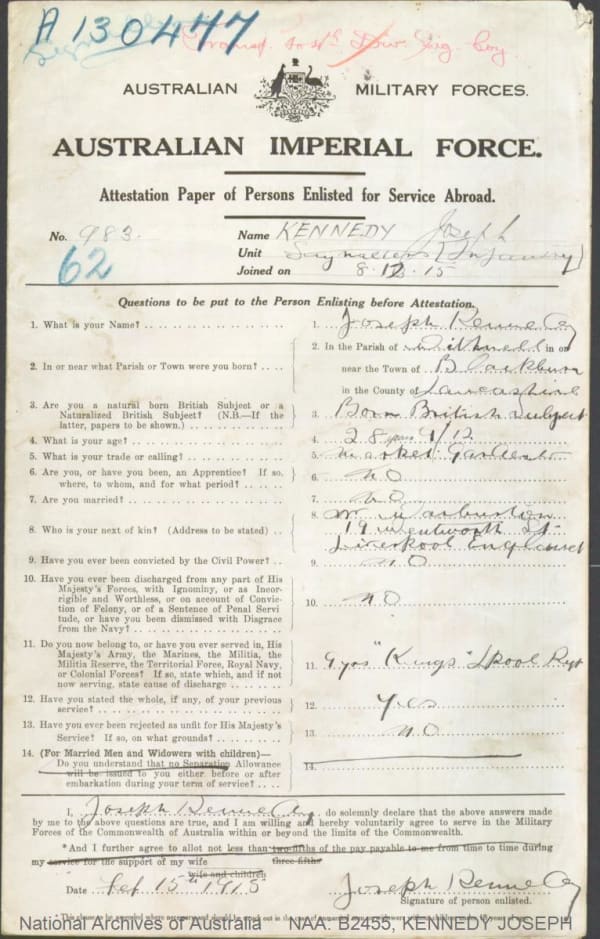 A 130447
Transf. to 4th Div. Sig. Coy.
AUSTRALIAN MILITARY FORCES.
AUSTRALIAN IMPERIAL FORCE.
Attestation Paper of Persons Enlisted for Service Abroad.
No. 983. Name KENNEDY Joseph
62 Unit Signallers (Infantry)
Joined on 8.12.15
Questions to be put to the Person Enlisting before Attestation.
1. What is your Name? 1. Joseph Kennedy
2. In or near what Parish or Town were you born? 2. In the Parish of Witnell in or
near the Town of Blackburn
in the County of Lancashire
3. Are you a natural born British Subject or a
Naturalized British Subject? (N.B.—If the
latter, papers to be shown.) 3. Born British Subject
4. What is your age? 4. 28 yrs 9/12
5. What is your trade or calling? 5. Market Gardener
6. Are you, or have you been, an Apprentice? If so,
where, to whom, and for what period? 6. NO
7. Are you married? 7. NO
8. Who is your next of kin? (Address to be stated) 8. Warburton
19 Wentworth St
Liverpool England
9. Have you ever been convicted by the Civil Power? 9. NO
10. Have you ever been discharged from any part of His
Majesty's Forces, with Ignominy, or as Incor-
rigible and Worthless, or on account of Convic-
tion of Felony, or of a Sentence of Penal Servi
tude, or have you been dismissed with Disgrace
from the Navy? 10. NO
11. Do you now belong to, or have you ever served in, His
Majesty's Army, the Marines, the Militia, the
Militia Reserve, the Territorial Force, Royal Navy,
or Colonial Forces? If so, state which, and if not
now serving, state cause of discharge 11. 9 yrs "Kings" L'pool Regt
12. Have you stated the whole, if any, of your previous
service? 12. Yes
13. Have you ever been rejected as unfit for His Majesty's
Service? If so, on what grounds? 13. NO
14. (For Married Men and Widowers with children)—
Do you understand that no Separation Allowance
will be issued to you either before or after
embarkation during your term of service? 14.
I, Joseph Kennedy do solemnly declare that the above answers made
by me to the above questions are true, and I am willing and hereby voluntarily agree to serve in the Military
Forces of the Commonwealth of Australia within or beyond the limits of the Commonwealth.
*And I further agree to allot not less than two-fifths of the pay payable to me from time to time during
three-fifths
my service for the support of my wife
wife and children
Date Sep 15th 1915 Joseph Kennedy
Signature of person enlisted.
National Archives of Australia NAA: B2455, KENNEDY JOSEPH